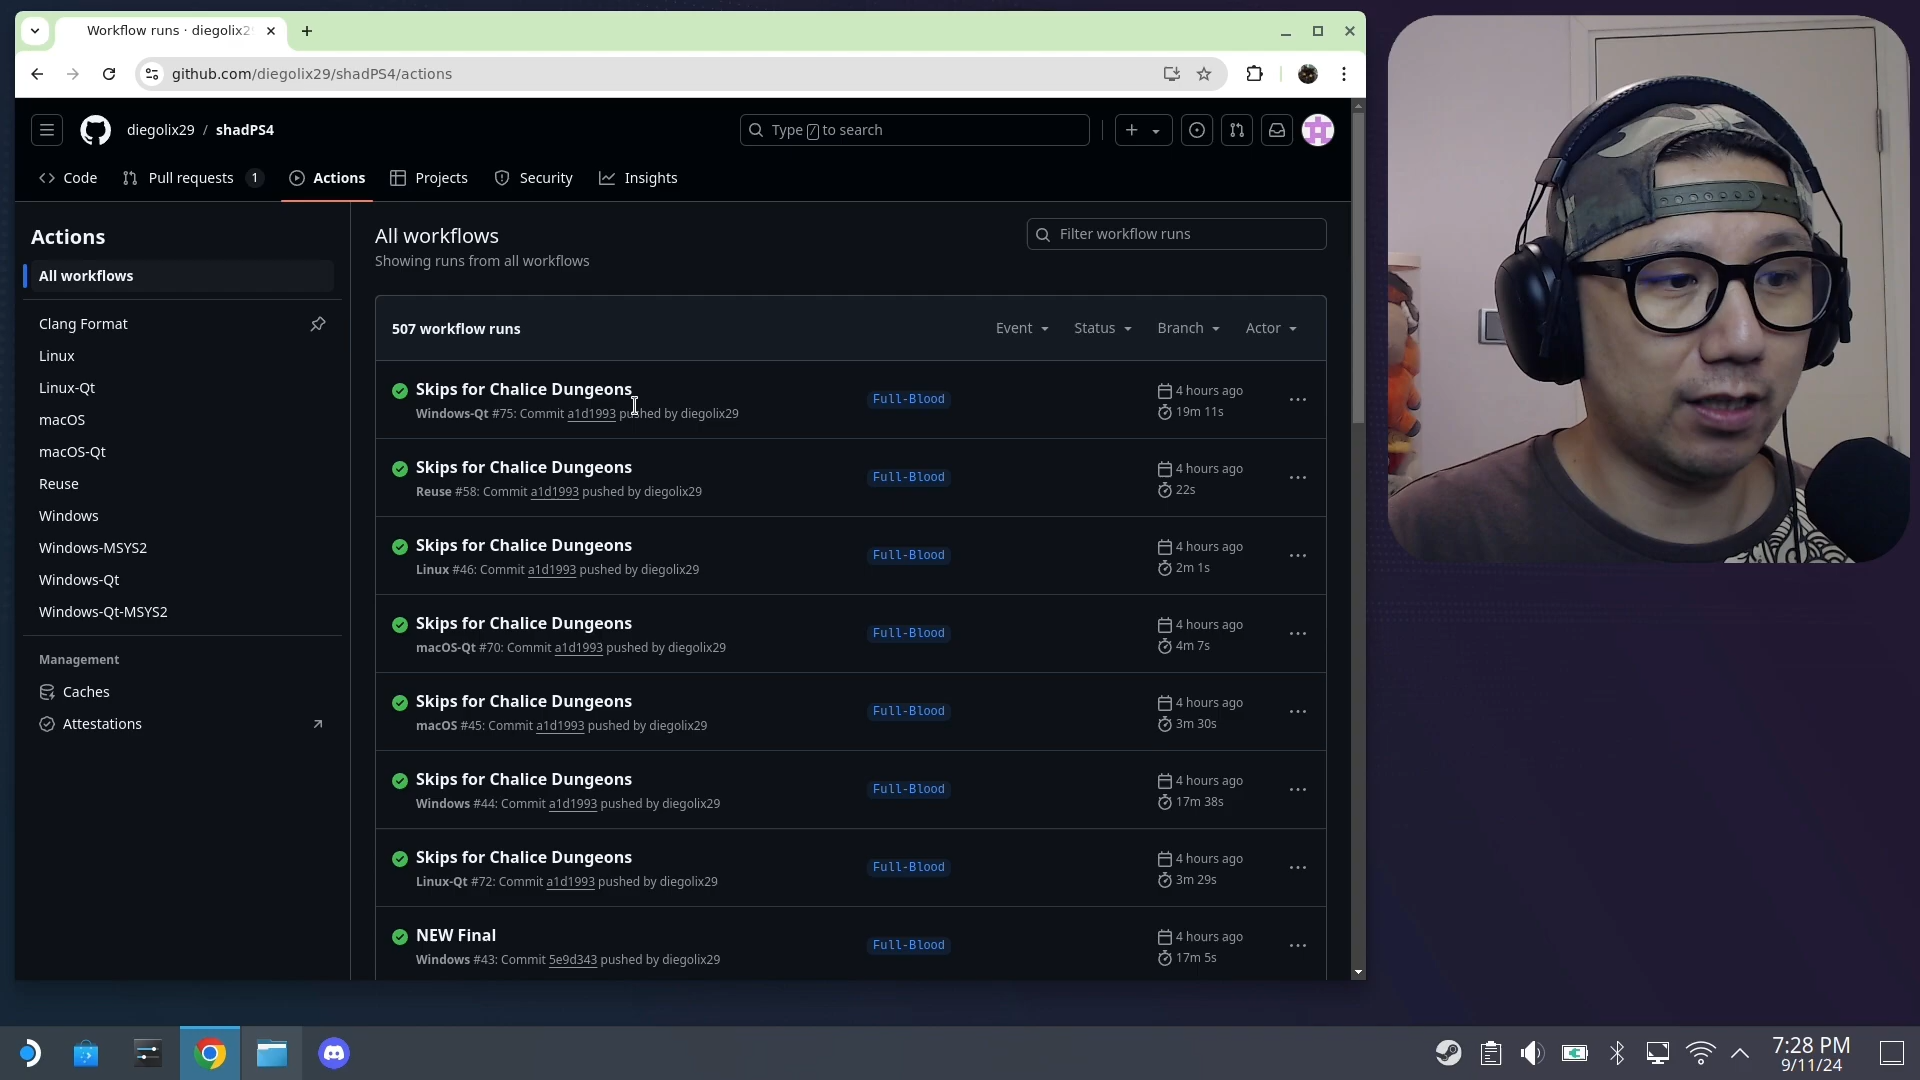 Workflow runs · diegolix2
github.com/diegolix29/shadPS4/actions
diegolix29 / shadPS4
Type / to search
Code
Pull requests 1
Actions
Projects
Security
Insights
Actions
All workflows
Clang Format
Linux
Linux-Qt
macOS
macOS-Qt
Reuse
Windows
Windows-MSYS2
Windows-Qt
Windows-Qt-MSYS2
Management
Caches
Attestations
All workflows
Showing runs from all workflows
Filter workflow runs
507 workflow runs
Event
Status
Branch
Actor
Skips for Chalice Dungeons
Windows-Qt #75: Commit a1d1993 pushed by diegolix29
Full-Blood
4 hours ago
19m 11s
Skips for Chalice Dungeons
Reuse #58: Commit a1d1993 pushed by diegolix29
Full-Blood
4 hours ago
22s
Skips for Chalice Dungeons
Linux #46: Commit a1d1993 pushed by diegolix29
Full-Blood
4 hours ago
2m 1s
Skips for Chalice Dungeons
macOS-Qt #70: Commit a1d1993 pushed by diegolix29
Full-Blood
4 hours ago
4m 7s
Skips for Chalice Dungeons
macOS #45: Commit a1d1993 pushed by diegolix29
Full-Blood
4 hours ago
3m 30s
Skips for Chalice Dungeons
Windows #44: Commit a1d1993 pushed by diegolix29
Full-Blood
4 hours ago
17m 38s
Skips for Chalice Dungeons
Linux-Qt #72: Commit a1d1993 pushed by diegolix29
Full-Blood
4 hours ago
3m 29s
NEW Final
Windows #43: Commit 5e9d343 pushed by diegolix29
Full-Blood
4 hours ago
17m 5s
7:28 PM
9/11/24